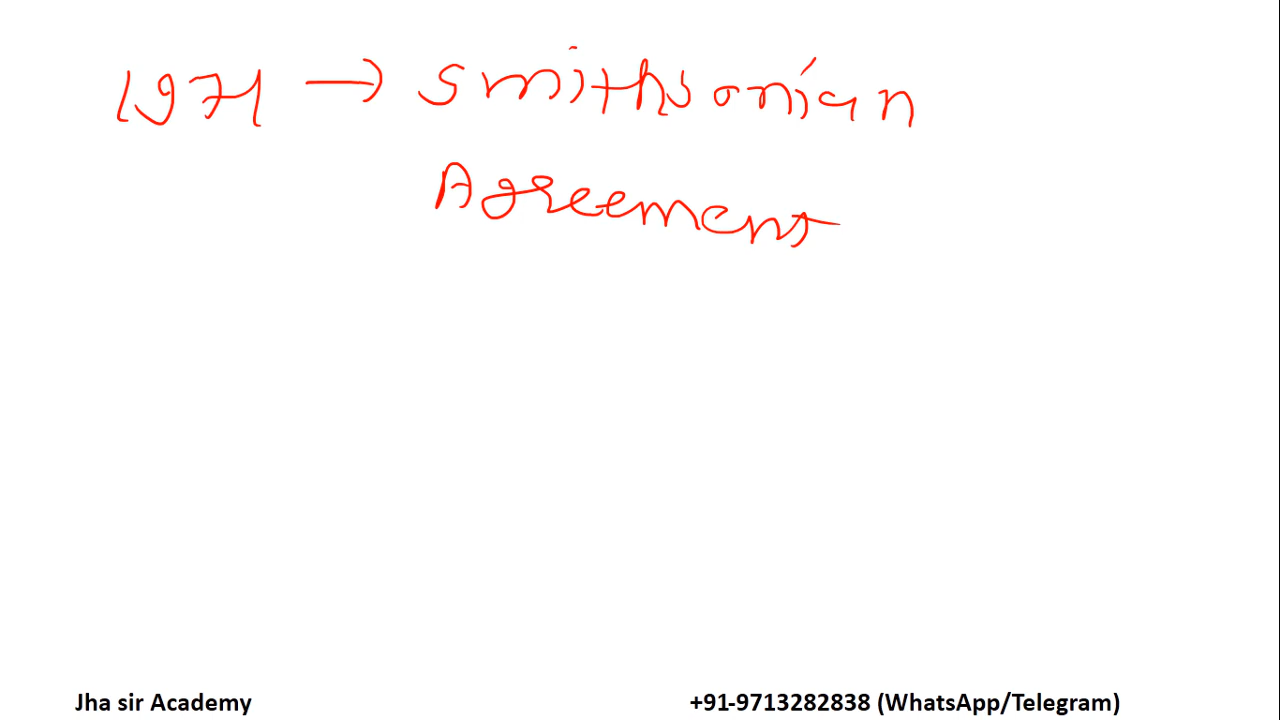 1971 → Smithsonian
Agreement
Jha sir Academy +91-9713282838 (WhatsApp/Telegram)